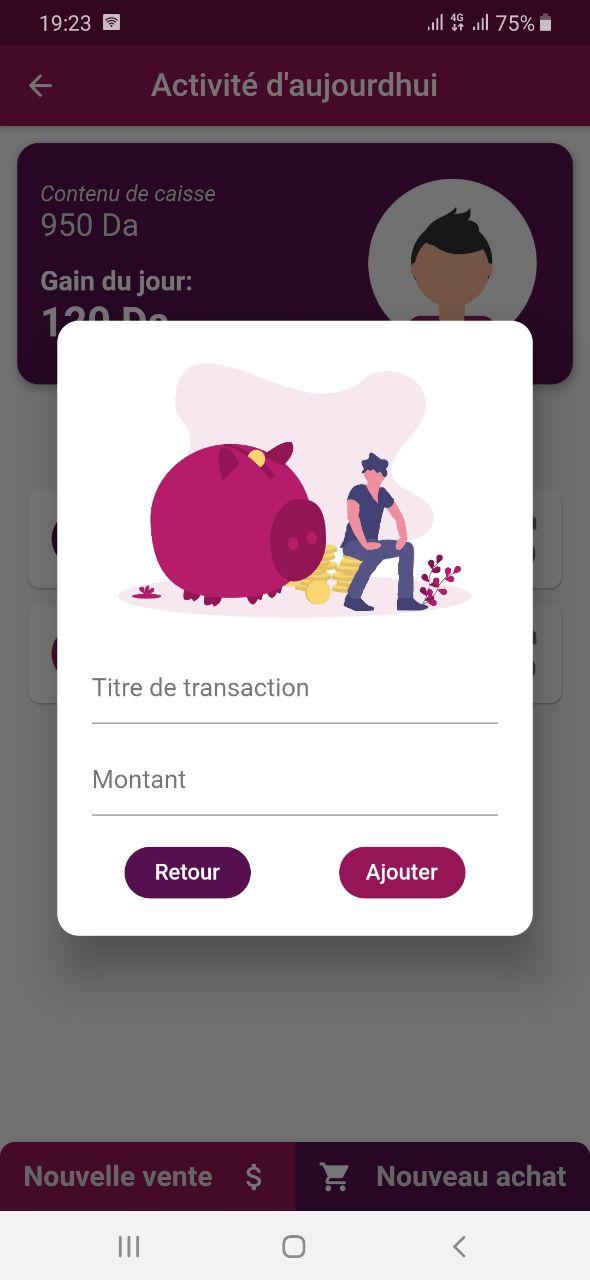 19:23
4G
75%
Activité d'aujourdhui
Contenu de caisse
950 Da
Gain du jour:
120 Da
Titre de transaction
Montant
Retour
Ajouter
Nouvelle vente $
Nouveau achat